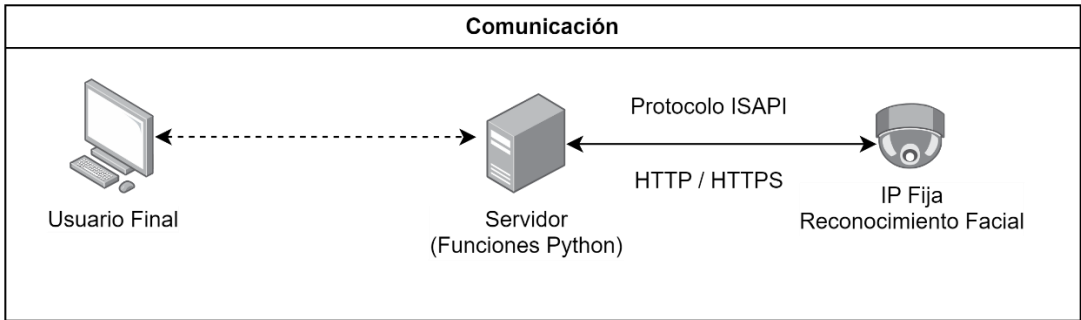 Comunicación
Protocolo ISAPI
HTTP / HTTPS
Usuario Final
Servidor
(Funciones Python)
IP Fija
Reconocimiento Facial